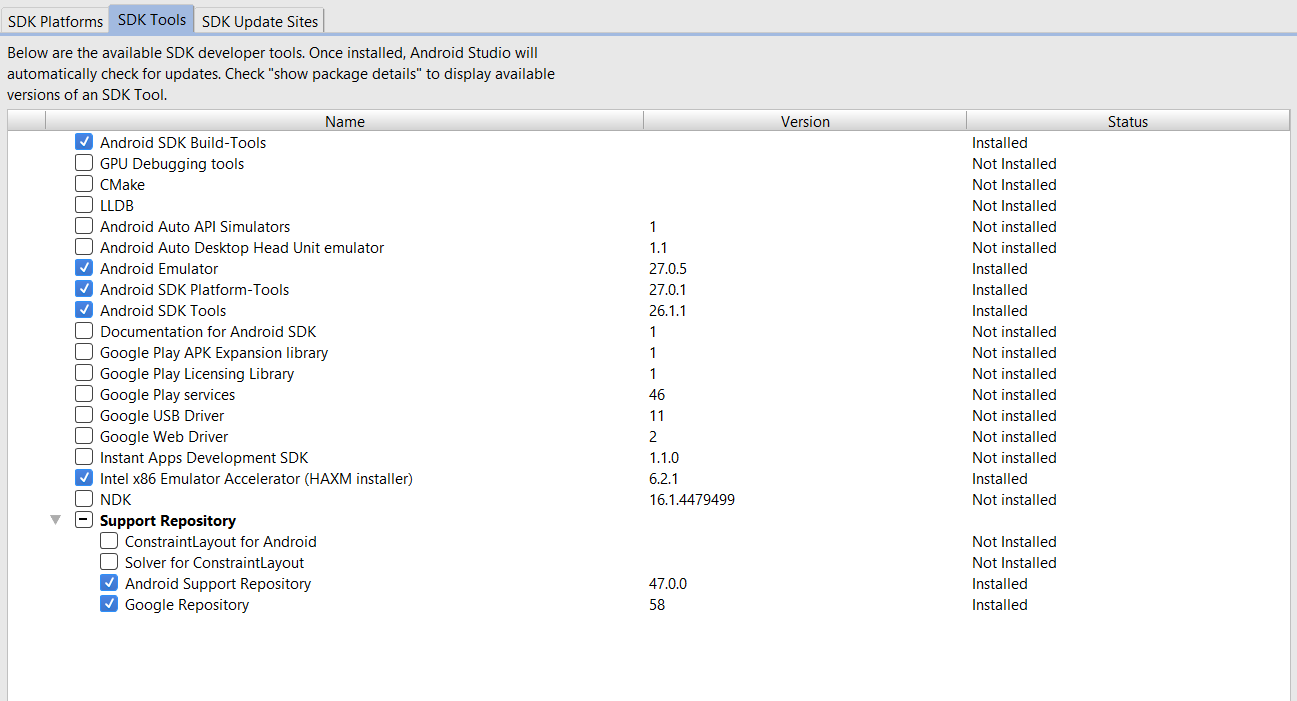 SDK Platforms SDK Tools SDK Update Sites
Below are the available SDK developer tools. Once installed, Android Studio will
automatically check for updates. Check "show package details" to display available
versions of an SDK Tool.
Name Version Status
Android SDK Build-Tools Installed
GPU Debugging tools Not Installed
CMake Not Installed
LLDB Not Installed
Android Auto API Simulators 1 Not installed
Android Auto Desktop Head Unit emulator 1.1 Not installed
Android Emulator 27.0.5 Installed
Android SDK Platform-Tools 27.0.1 Installed
Android SDK Tools 26.1.1 Installed
Documentation for Android SDK 1 Not installed
Google Play APK Expansion library 1 Not installed
Google Play Licensing Library 1 Not installed
Google Play services 46 Not installed
Google USB Driver 11 Not installed
Google Web Driver 2 Not installed
Instant Apps Development SDK 1.1.0 Not installed
Intel x86 Emulator Accelerator (HAXM installer) 6.2.1 Installed
NDK 16.1.4479499 Not installed
Support Repository
ConstraintLayout for Android Not Installed
Solver for ConstraintLayout Not Installed
Android Support Repository 47.0.0 Installed
Google Repository 58 Installed